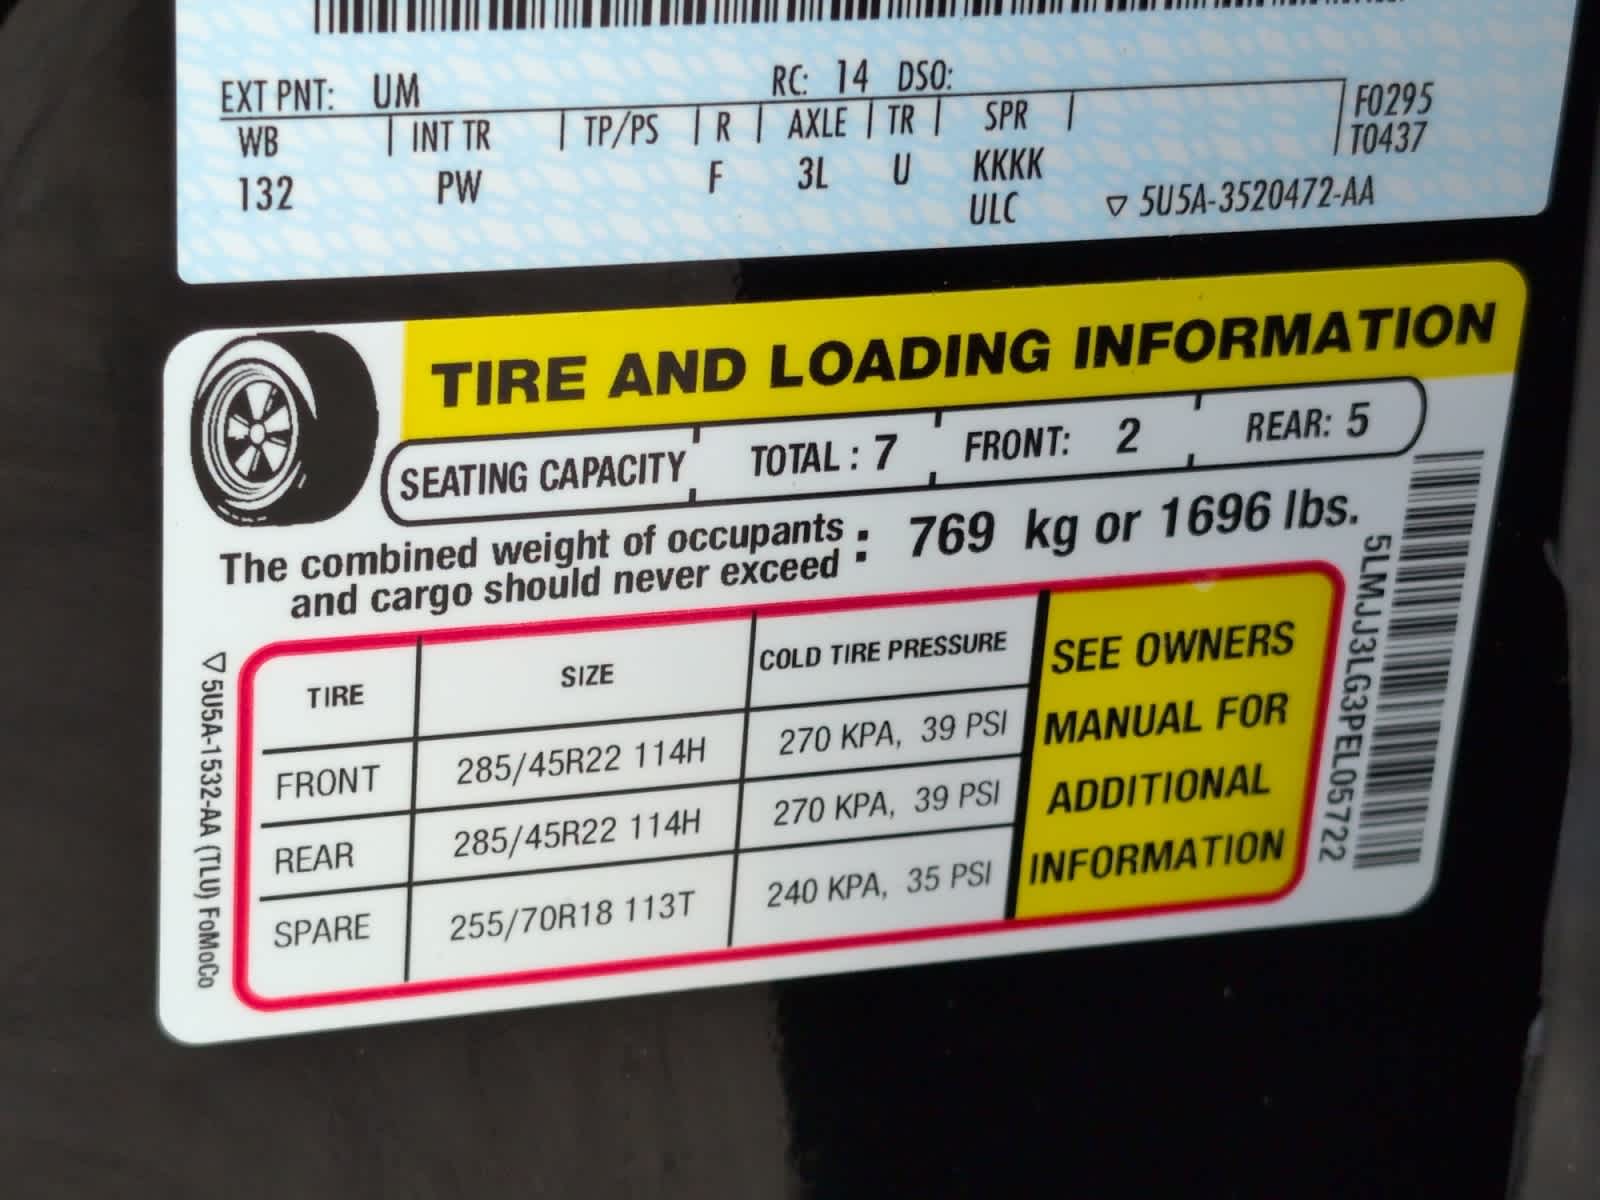 EXT PNT: UM RC: 14 DSO:
WB | INT TR | TP/PS | R | AXLE | TR | SPR | F0295
T0437
132 PW F 3L U KKKK
ULC ▽ 5U5A-3520472-AA
TIRE AND LOADING INFORMATION
SEATING CAPACITY TOTAL : 7 FRONT: 2 REAR: 5
The combined weight of occupants
and cargo should never exceed : 769 kg or 1696 lbs.
TIRE SIZE COLD TIRE PRESSURE
FRONT 285/45R22 114H 270 KPA, 39 PSI
REAR 285/45R22 114H 270 KPA, 39 PSI
SPARE 255/70R18 113T 240 KPA, 35 PSI
SEE OWNERS
MANUAL FOR
ADDITIONAL
INFORMATION
5LMJJ3LG3PEL05722
▽5U5A-1532-AA (TLU) FoMoCo